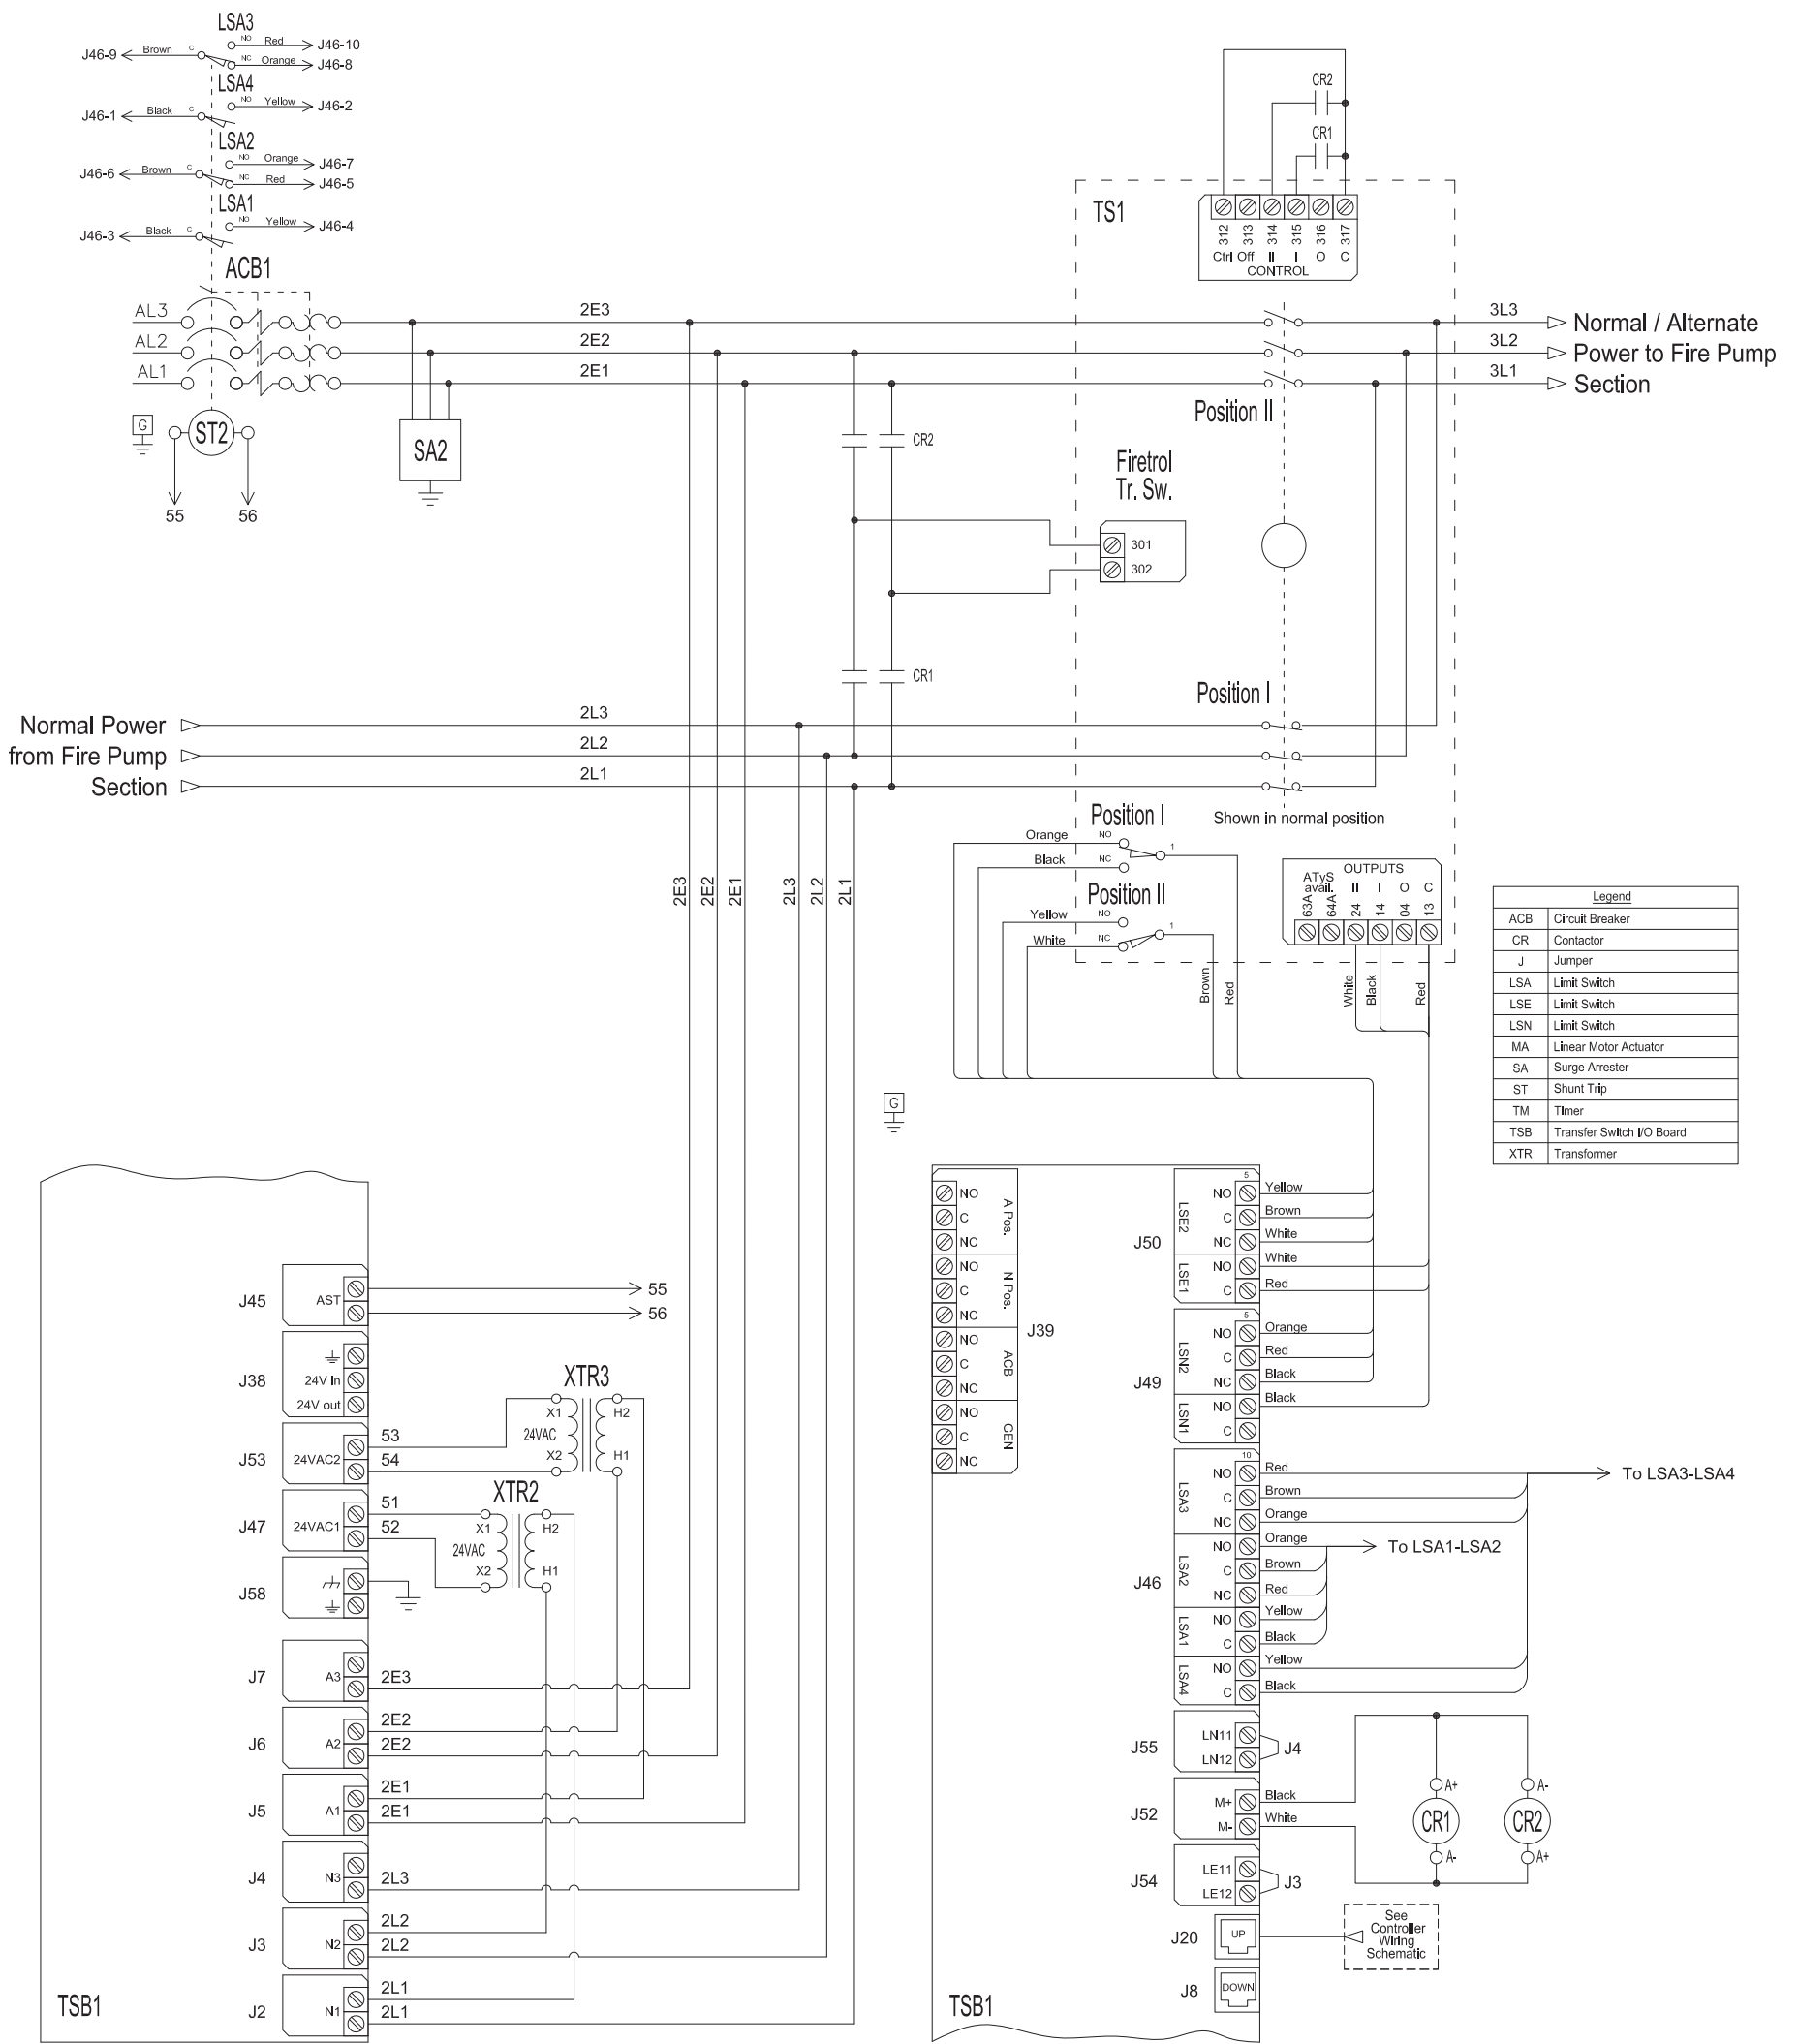 LSA3
NO Red J46-10
J46-9 Brown C
NC Orange J46-8
LSA4
NO Yellow J46-2
J46-1 Black C
LSA2
NO Orange J46-7
J46-6 Brown C
NC Red J46-5
LSA1
NO Yellow J46-4
J46-3 Black C
ACB1
AL3
AL2
AL1
G
ST2
55 56
SA2
2E3
2E2
2E1
CR2
CR1
TS1
312 313 314 315 316 317
Ctrl Off II I O C
CONTROL
3L3
3L2
3L1
Normal / Alternate
Power to Fire Pump
Section
Position II
CR2
Firetrol
Tr. Sw.
301
302
CR1
Position I
Normal Power
from Fire Pump
Section
2L3
2L2
2L1
Shown in normal position
Position I
Orange NO
1
Black NC
Position II
Yellow NO
1
White NC
Brown
Red
OUTPUTS
ATyS
avail. II I O C
63A 64A 24 14 04 13
White
Black
Red
2E3
2E2
2E1
2L3
2L2
2L1
Legend
ACB Circuit Breaker
CR Contactor
J Jumper
LSA Limit Switch
LSE Limit Switch
LSN Limit Switch
MA Linear Motor Actuator
SA Surge Arrester
ST Shunt Trip
TM Timer
TSB Transfer Switch I/O Board
XTR Transformer
G
J45 AST
55
56
J38
24V in
24V out
J53 24VAC2
53
54
XTR3
X1 H2
24VAC
X2 H1
J47 24VAC1
51
52
XTR2
X1 H2
24VAC
X2 H1
J58
J7 A3 2E3
J6 A2 2E2
2E2
J5 A1 2E1
2E1
J4 N3 2L3
J3 N2 2L2
2L2
J2 N1 2L1
2L1
TSB1
NO
C
NC
A Pos.
NO
C
NC
N Pos.
J39
NO
C
NC
ACB
NO
C
NC
GEN
J50
5
LSE2
NO Yellow
C Brown
NC White
LSE1
NO White
C Red
J49
5
LSN2
NO Orange
C Red
NC Black
LSN1
NO Black
C
J46
10
LSA3
NO Red
C Brown
NC Orange
To LSA3-LSA4
LSA2
NO Orange
C Brown
NC Red
To LSA1-LSA2
LSA1
NO Yellow
C Black
LSA4
NO Yellow
C Black
J55
LN11
LN12
J4
J52
M+ Black
M- White
A+ A-
CR1 CR2
A- A+
J54
LE11
LE12
J3
J20 UP
See
Controller
Wiring
Schematic
J8 DOWN
TSB1